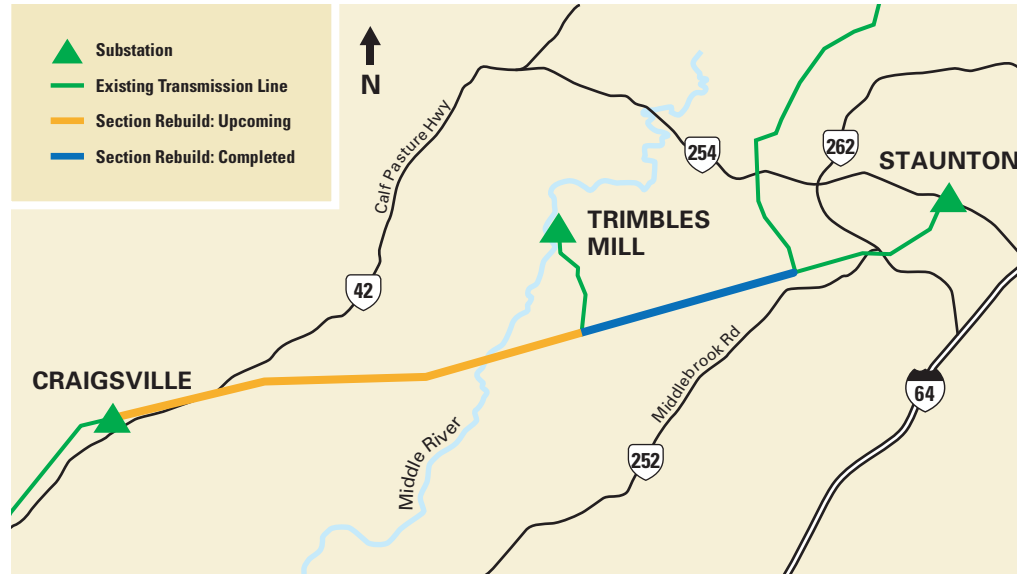 Substation
Existing Transmission Line
Section Rebuild: Upcoming
Section Rebuild: Completed
N
Calf Pasture Hwy
254
262
STAUNTON
TRIMBLES
MILL
42
CRAIGSVILLE
Middlebrook Rd
64
Middle River
252